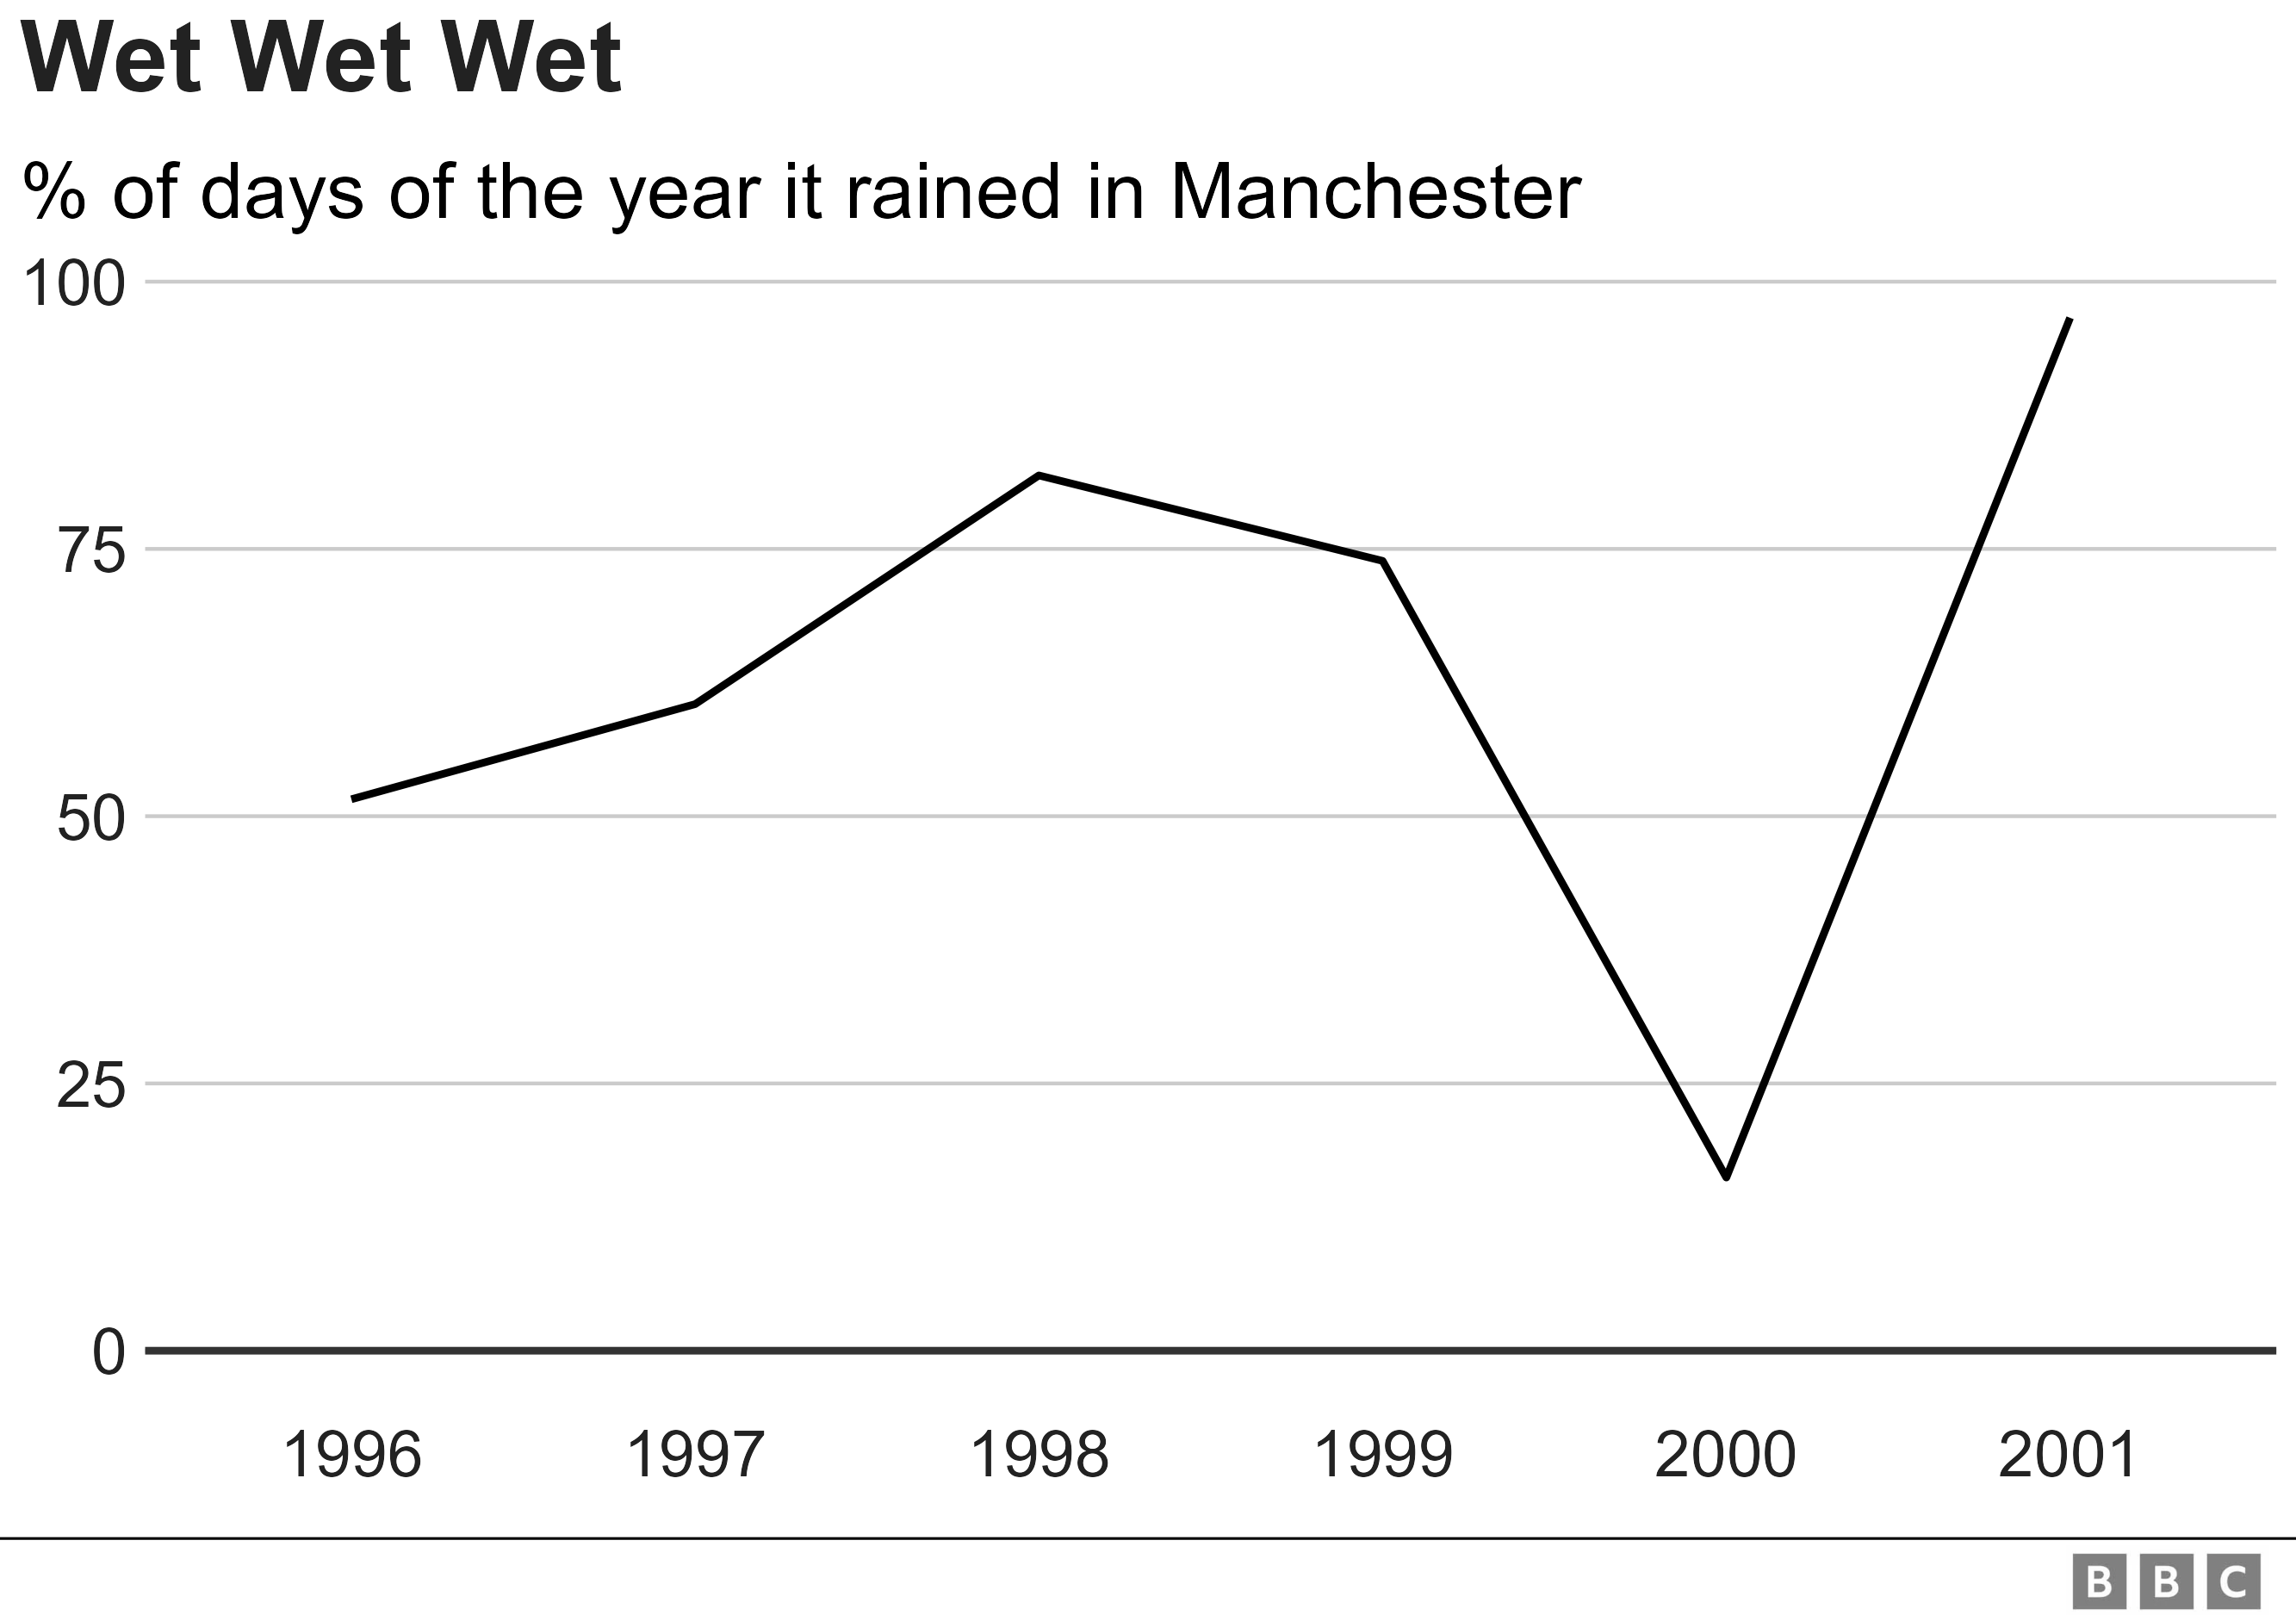 Wet Wet Wet
% of days of the year it rained in Manchester
100
75
50
25
0
1996 1997 1998 1999 2000 2001
BBC